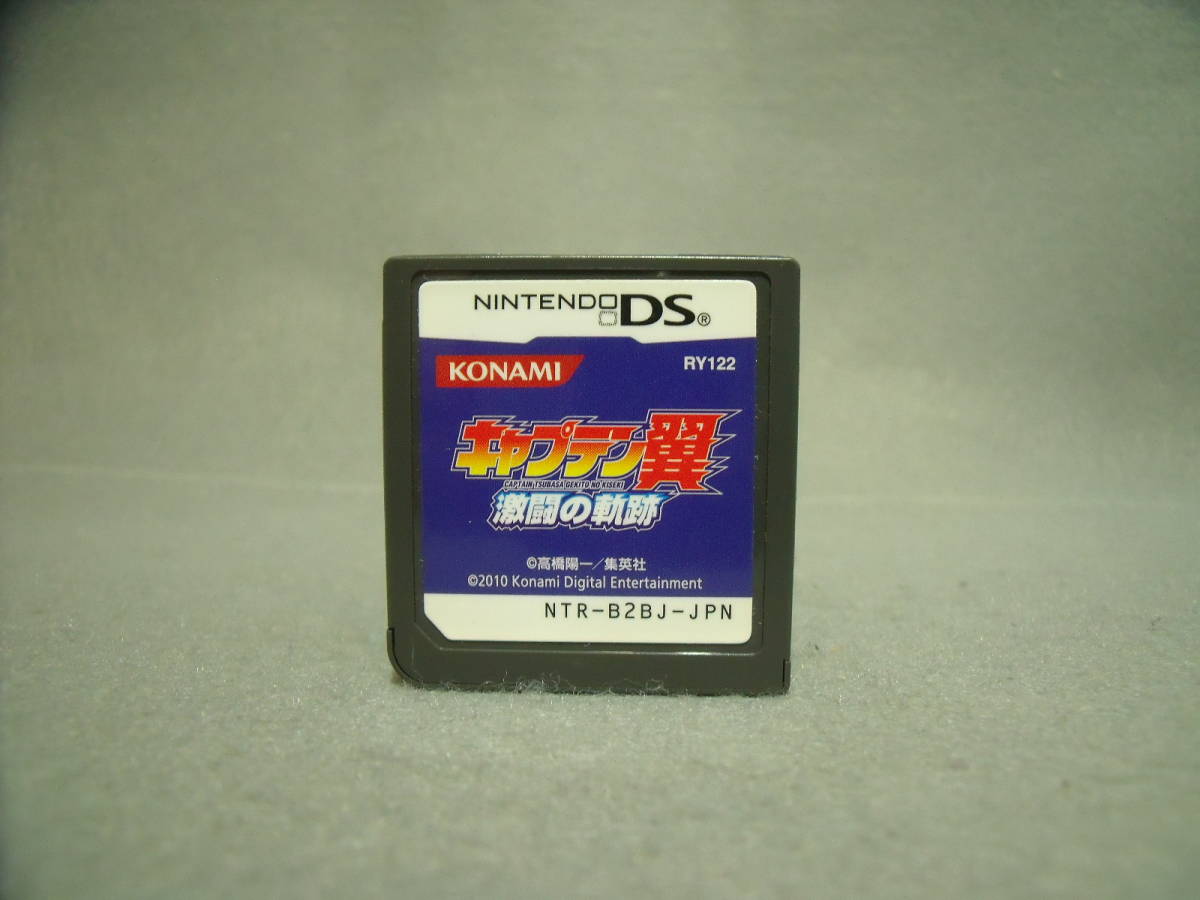 NINTENDO DS®
KONAMI
RY122
キャプテン翼
CAPTAIN TSUBASA GEKITO NO KISEKI
激闘の軌跡
©高橋陽一／集英社
©2010 Konami Digital Entertainment
NTR-B2BJ-JPN